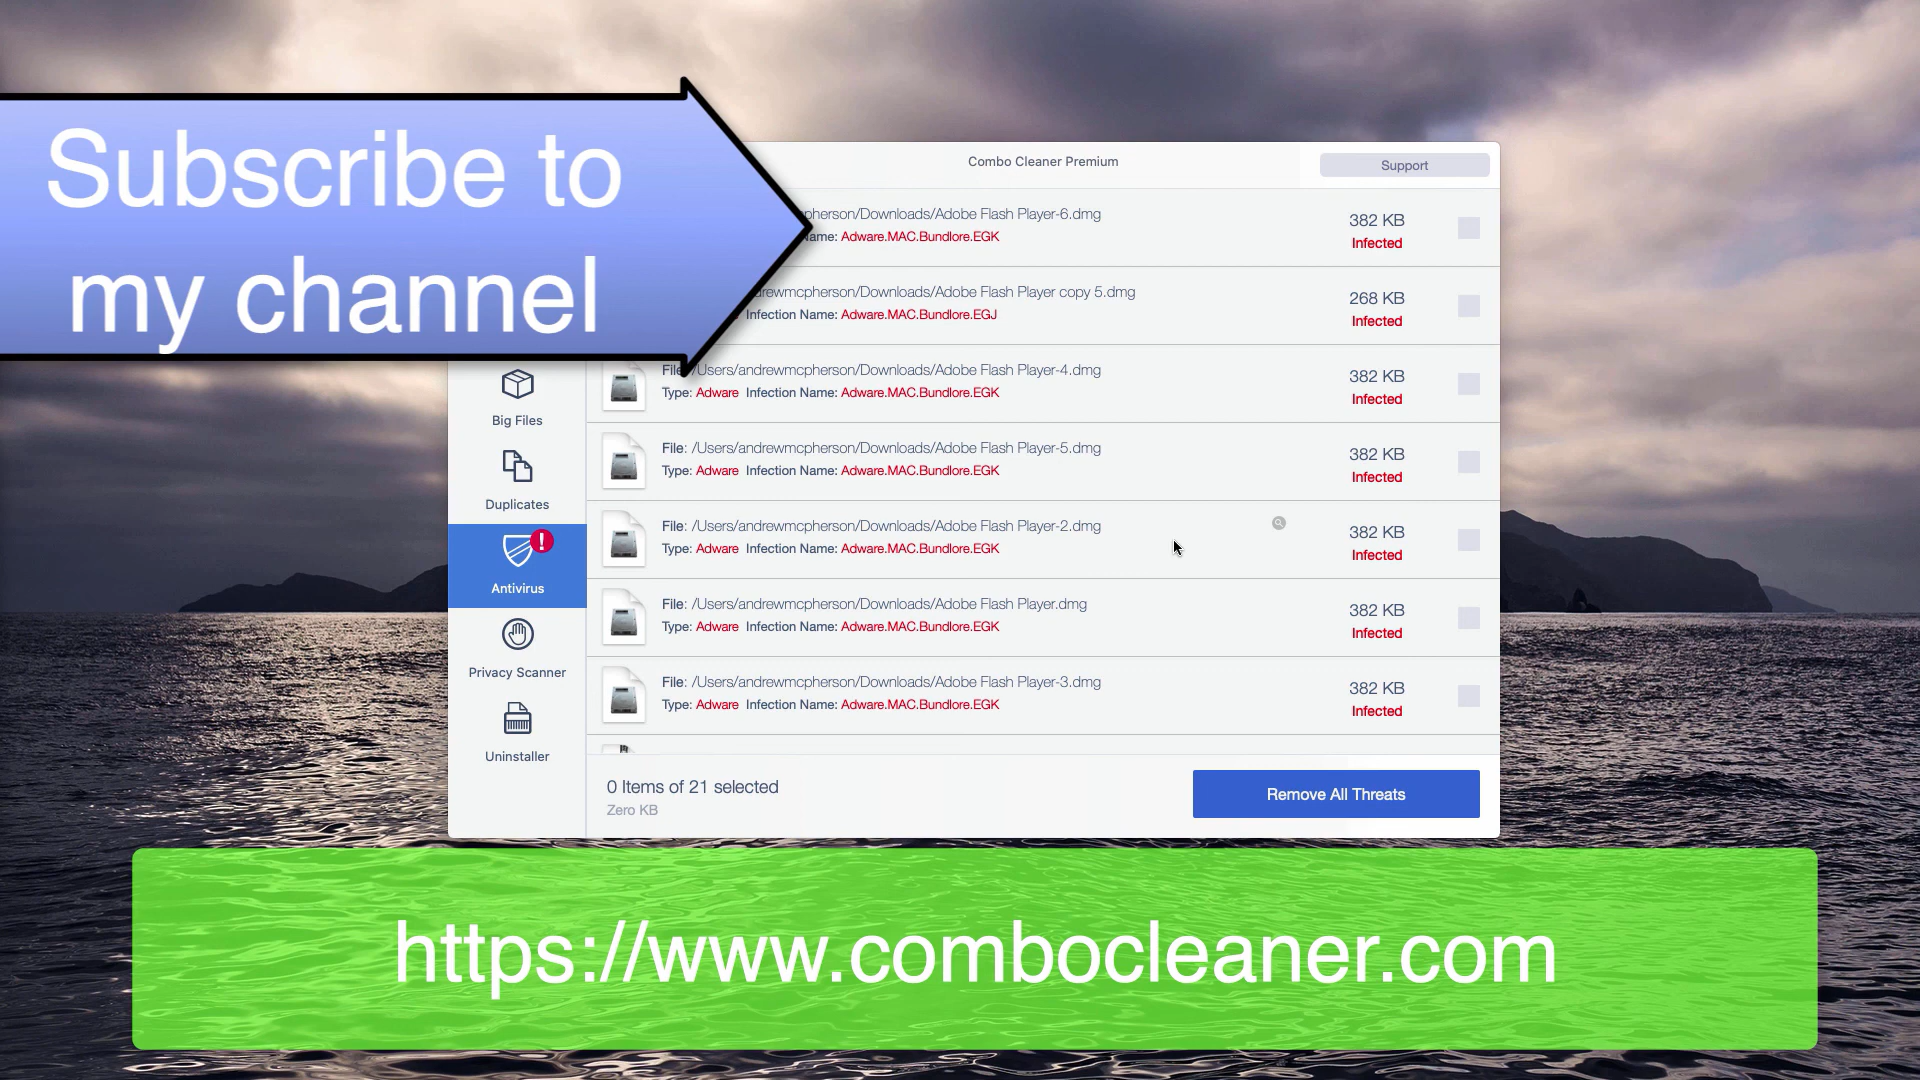 Subscribe to
my channel
Combo Cleaner Premium
Support
pherson/Downloads/Adobe Flash Player-6.dmg
382 KB
Name: Adware.MAC.Bundlore.EGK
Infected
rewmcpherson/Downloads/Adobe Flash Player copy 5.dmg
268 KB
Infection Name: Adware.MAC.Bundlore.EGJ
Infected
File: /Users/andrewmcpherson/Downloads/Adobe Flash Player-4.dmg
382 KB
Type: Adware Infection Name: Adware.MAC.Bundlore.EGK
Infected
File: /Users/andrewmcpherson/Downloads/Adobe Flash Player-5.dmg
382 KB
Type: Adware Infection Name: Adware.MAC.Bundlore.EGK
Infected
File: /Users/andrewmcpherson/Downloads/Adobe Flash Player-2.dmg
382 KB
Type: Adware Infection Name: Adware.MAC.Bundlore.EGK
Infected
File: /Users/andrewmcpherson/Downloads/Adobe Flash Player.dmg
382 KB
Type: Adware Infection Name: Adware.MAC.Bundlore.EGK
Infected
File: /Users/andrewmcpherson/Downloads/Adobe Flash Player-3.dmg
382 KB
Type: Adware Infection Name: Adware.MAC.Bundlore.EGK
Infected
Big Files
Duplicates
Antivirus
Privacy Scanner
Uninstaller
0 Items of 21 selected
Zero KB
Remove All Threats
https://www.combocleaner.com